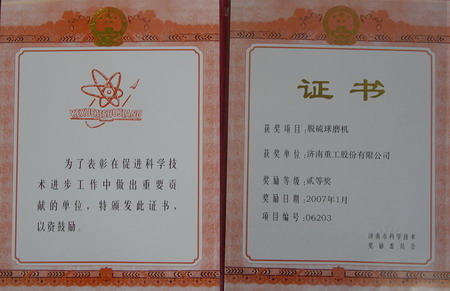 为了表彰在促进科学技
术进步工作中做出重要贡
献的单位，特颁发此证书，
以资鼓励。
证书
获奖项目：脱硫球磨机
获奖单位：济南重工股份有限公司
奖励等级：贰等奖
奖励日期：2007年1月
项目编号：06203
济南市科学技术
奖励委员会